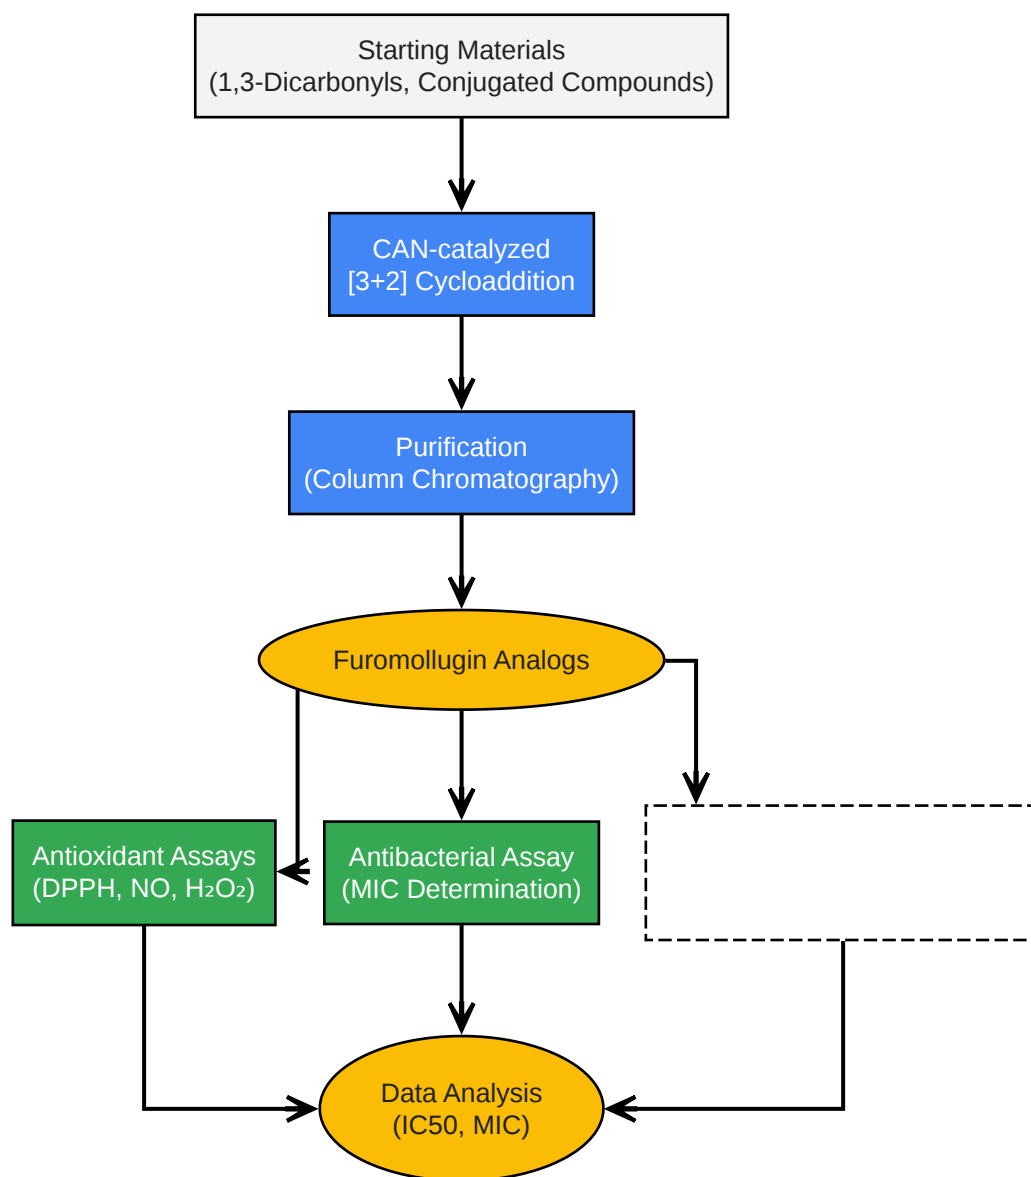 Starting Materials
(1,3-Dicarbonyls, Conjugated Compounds)
CAN-catalyzed
[3+2] Cycloaddition
Purification
(Column Chromatography)
Furomollugin Analogs
Antioxidant Assays
(DPPH, NO, H₂O₂)
Antibacterial Assay
(MIC Determination)
Data Analysis
(IC50, MIC)